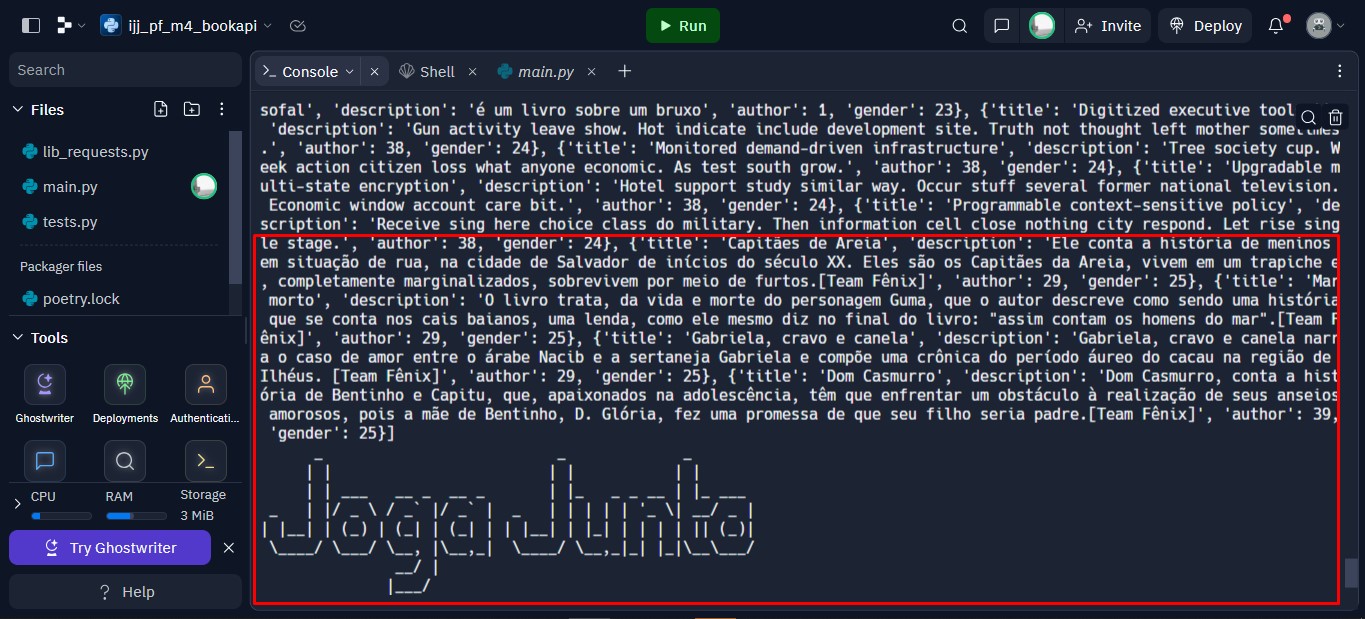 ijj_pf_m4_bookapi
Run
Invite
Deploy
Search
Files
lib_requests.py
main.py
tests.py
Packager files
poetry.lock
Tools
Ghostwriter
Deployments
Authenticati...
CPU
RAM
Storage
3 MiB
Try Ghostwriter
Help
Console
Shell
main.py
sofal', 'description': 'é um livro sobre um bruxo', 'author': 1, 'gender': 23}, {'title': 'Digitized executive tool
'description': 'Gun activity leave show. Hot indicate include development site. Truth not thought left mother sometimes
.', 'author': 38, 'gender': 24}, {'title': 'Monitored demand-driven infrastructure', 'description': 'Tree society cup. W
eek action citizen loss what anyone economic. As test south grow.', 'author': 38, 'gender': 24}, {'title': 'Upgradable m
ulti-state encryption', 'description': 'Hotel support study similar way. Occur stuff several former national television.
Economic window account care bit.', 'author': 38, 'gender': 24}, {'title': 'Programmable context-sensitive policy', 'de
scription': 'Receive sing here choice class do military. Then information cell close nothing city respond. Let rise sing
le stage.', 'author': 38, 'gender': 24}, {'title': 'Capitães de Areia', 'description': 'Ele conta a história de meninos
em situação de rua, na cidade de Salvador de inícios do século XX. Eles são os Capitães da Areia, vivem em um trapiche e
, completamente marginalizados, sobrevivem por meio de furtos.[Team Fênix]', 'author': 29, 'gender': 25}, {'title': 'Mar
morto', 'description': 'O livro trata, da vida e morte do personagem Guma, que o autor descreve como sendo uma história
que se conta nos cais baianos, uma lenda, como ele mesmo diz no final do livro: "assim contam os homens do mar".[Team F
ênix]', 'author': 29, 'gender': 25}, {'title': 'Gabriela, cravo e canela', 'description': 'Gabriela, cravo e canela narr
a o caso de amor entre o árabe Nacib e a sertaneja Gabriela e compõe uma crônica do período áureo do cacau na região de
Ilhéus. [Team Fênix]', 'author': 29, 'gender': 25}, {'title': 'Dom Casmurro', 'description': 'Dom Casmurro, conta a hist
ória de Bentinho e Capitu, que, apaixonados na adolescência, têm que enfrentar um obstáculo à realização de seus anseios
amorosos, pois a mãe de Bentinho, D. Glória, fez uma promessa de que seu filho seria padre.[Team Fênix]', 'author': 39,
'gender': 25}]
Joga Junto